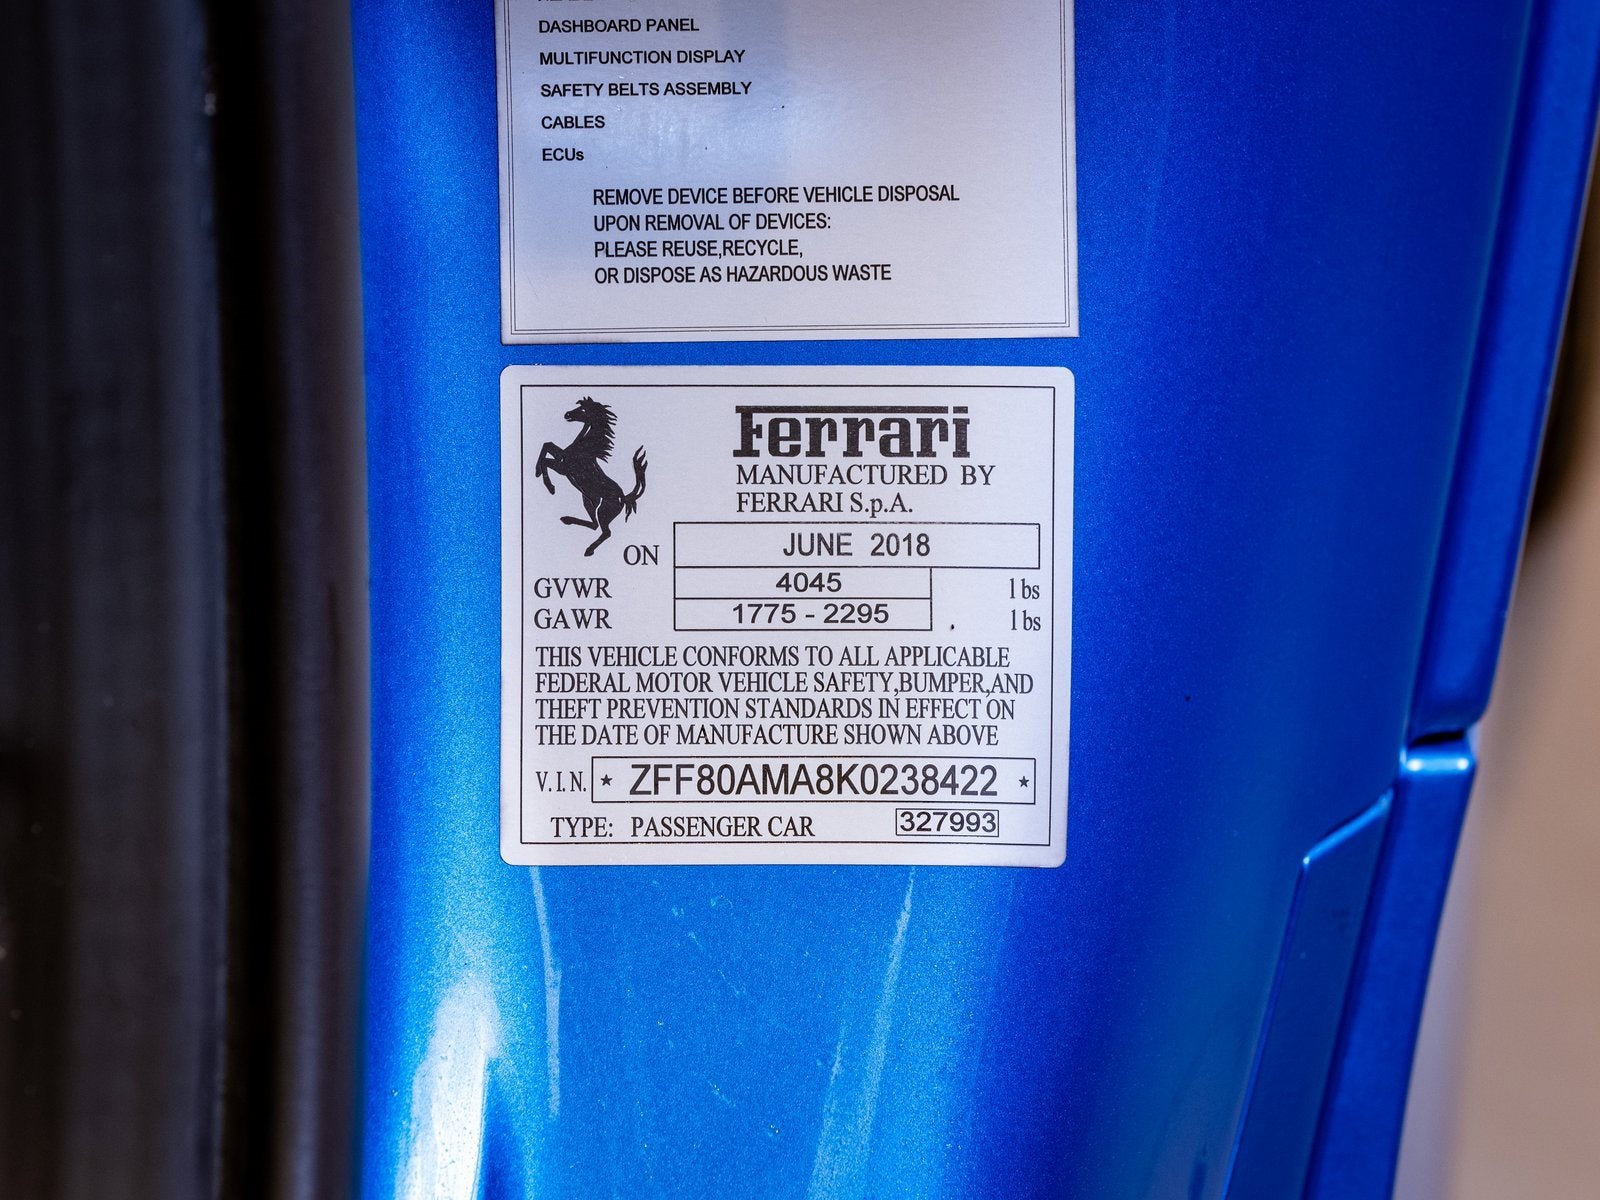 DASHBOARD PANEL
MULTIFUNCTION DISPLAY
SAFETY BELTS ASSEMBLY
CABLES
ECUs
REMOVE DEVICE BEFORE VEHICLE DISPOSAL
UPON REMOVAL OF DEVICES:
PLEASE REUSE,RECYCLE,
OR DISPOSE AS HAZARDOUS WASTE
Ferrari
MANUFACTURED BY
FERRARI S.p.A.
ON JUNE 2018
GVWR 4045 lbs
GAWR 1775 - 2295 lbs
THIS VEHICLE CONFORMS TO ALL APPLICABLE
FEDERAL MOTOR VEHICLE SAFETY,BUMPER,AND
THEFT PREVENTION STANDARDS IN EFFECT ON
THE DATE OF MANUFACTURE SHOWN ABOVE
V.I.N. ★ ZFF80AMA8K0238422 ★
TYPE: PASSENGER CAR 327993